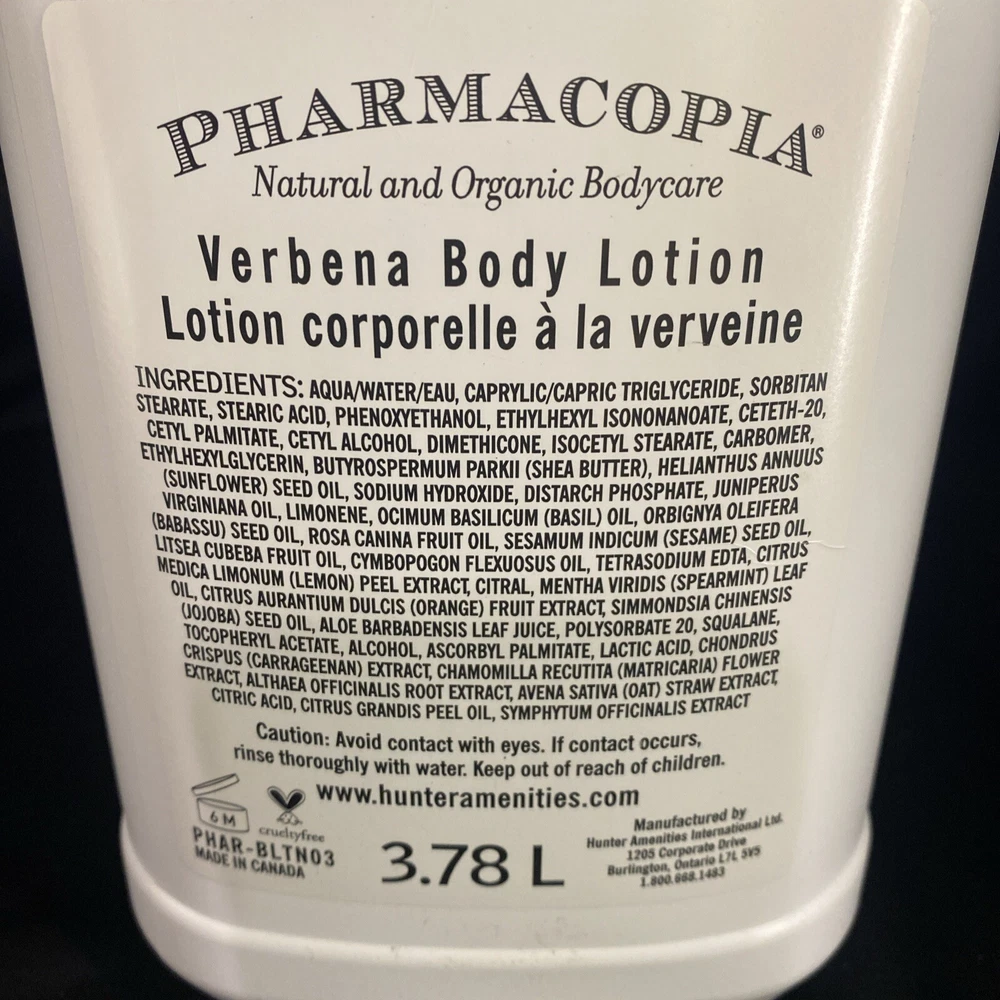 PHARMACOPIA®
Natural and Organic Bodycare
Verbena Body Lotion
Lotion corporelle à la verveine
INGREDIENTS: AQUA/WATER/EAU, CAPRYLIC/CAPRIC TRIGLYCERIDE, SORBITAN
STEARATE, STEARIC ACID, PHENOXYETHANOL, ETHYLHEXYL ISONONANOATE, CETETH-20,
CETYL PALMITATE, CETYL ALCOHOL, DIMETHICONE, ISOCETYL STEARATE, CARBOMER,
ETHYLHEXYLGLYCERIN, BUTYROSPERMUM PARKII (SHEA BUTTER), HELIANTHUS ANNUUS
(SUNFLOWER) SEED OIL, SODIUM HYDROXIDE, DISTARCH PHOSPHATE, JUNIPERUS
VIRGINIANA OIL, LIMONENE, OCIMUM BASILICUM (BASIL) OIL, ORBIGNYA OLEIFERA
(BABASSU) SEED OIL, ROSA CANINA FRUIT OIL, SESAMUM INDICUM (SESAME) SEED OIL,
LITSEA CUBEBA FRUIT OIL, CYMBOPOGON FLEXUOSUS OIL, TETRASODIUM EDTA, CITRUS
MEDICA LIMONUM (LEMON) PEEL EXTRACT, CITRAL, MENTHA VIRIDIS (SPEARMINT) LEAF
OIL, CITRUS AURANTIUM DULCIS (ORANGE) FRUIT EXTRACT, SIMMONDSIA CHINENSIS
(JOJOBA) SEED OIL, ALOE BARBADENSIS LEAF JUICE, POLYSORBATE 20, SQUALANE,
TOCOPHERYL ACETATE, ALCOHOL, ASCORBYL PALMITATE, LACTIC ACID, CHONDRUS
CRISPUS (CARRAGEENAN) EXTRACT, CHAMOMILLA RECUTITA (MATRICARIA) FLOWER
EXTRACT, ALTHAEA OFFICINALIS ROOT EXTRACT, AVENA SATIVA (OAT) STRAW EXTRACT,
CITRIC ACID, CITRUS GRANDIS PEEL OIL, SYMPHYTUM OFFICINALIS EXTRACT
Caution: Avoid contact with eyes. If contact occurs,
rinse thoroughly with water. Keep out of reach of children.
www.hunteramenities.com
6 M
crueltyfree
PHAR-BLTN03
MADE IN CANADA
3.78 L
Manufactured by
Hunter Amenities International Ltd.
1205 Corporate Drive
Burlington, Ontario L7L 5V5
1.800.668.1483